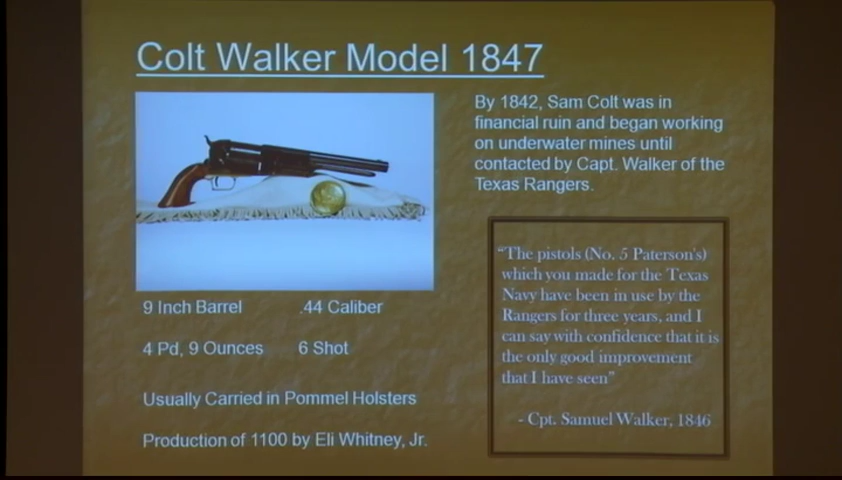 Colt Walker Model 1847
By 1842, Sam Colt was in
financial ruin and began working
on underwater mines until
contacted by Capt. Walker of the
Texas Rangers.
9 Inch Barrel .44 Caliber
4 Pd, 9 Ounces 6 Shot
Usually Carried in Pommel Holsters
Production of 1100 by Eli Whitney, Jr.
“The pistols (No. 5 Paterson's)
which you made for the Texas
Navy have been in use by the
Rangers for three years, and I
can say with confidence that it is
the only good improvement
that I have seen”
- Cpt. Samuel Walker, 1846